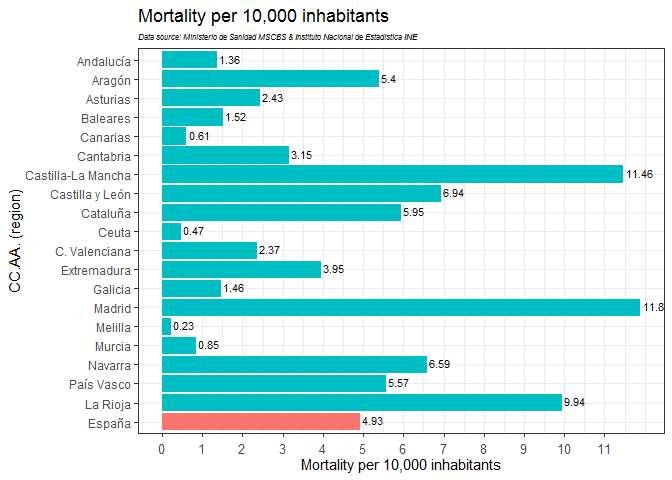 Mortality per 10,000 inhabitants
Data source: Ministerio de Sanidad MSCBS & Instituto Nacional de Estadística INE
CC.AA. (region)
Andalucía 1.36
Aragón 5.4
Asturias 2.43
Baleares 1.52
Canarias 0.61
Cantabria 3.15
Castilla-La Mancha 11.46
Castilla y León 6.94
Cataluña 5.95
Ceuta 0.47
C. Valenciana 2.37
Extremadura 3.95
Galicia 1.46
Madrid 11.8
Melilla 0.23
Murcia 0.85
Navarra 6.59
País Vasco 5.57
La Rioja 9.94
España 4.93
0 1 2 3 4 5 6 7 8 9 10 11
Mortality per 10,000 inhabitants